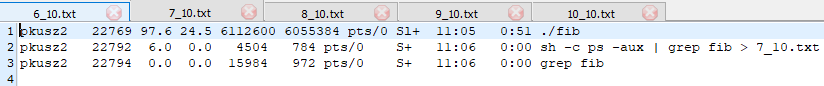 6_10.txt 7_10.txt 8_10.txt 9_10.txt 10_10.txt
1 pkusz2 22769 97.6 24.5 6112600 6055384 pts/0 Sl+ 11:05 0:51 ./fib
2 pkusz2 22792 6.0 0.0 4504 784 pts/0 S+ 11:06 0:00 sh -c ps -aux | grep fib > 7_10.txt
3 pkusz2 22794 0.0 0.0 15984 972 pts/0 S+ 11:06 0:00 grep fib
4